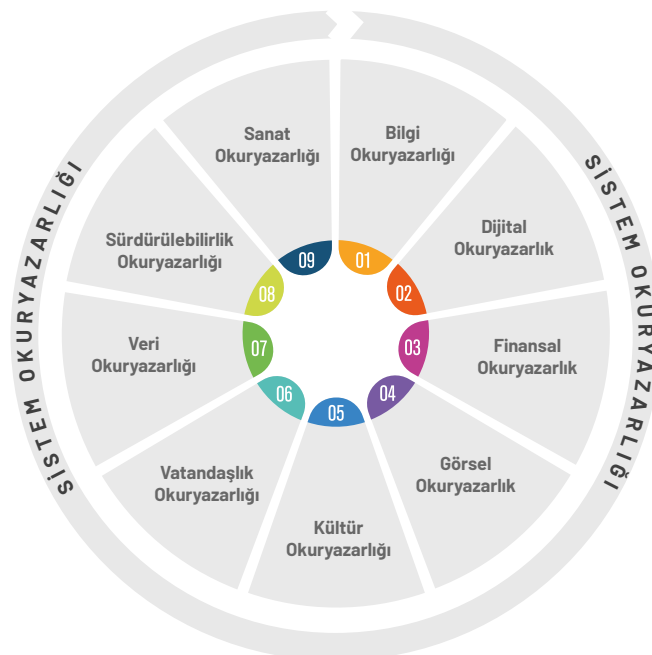 SİSTEM OKURYAZARLIĞI
SİSTEM OKURYAZARLIĞI
01
Bilgi
Okuryazarlığı
02
Dijital
Okuryazarlık
03
Finansal
Okuryazarlık
04
Görsel
Okuryazarlık
05
Kültür
Okuryazarlığı
06
Vatandaşlık
Okuryazarlığı
07
Veri
Okuryazarlığı
08
Sürdürülebilirlik
Okuryazarlığı
09
Sanat
Okuryazarlığı